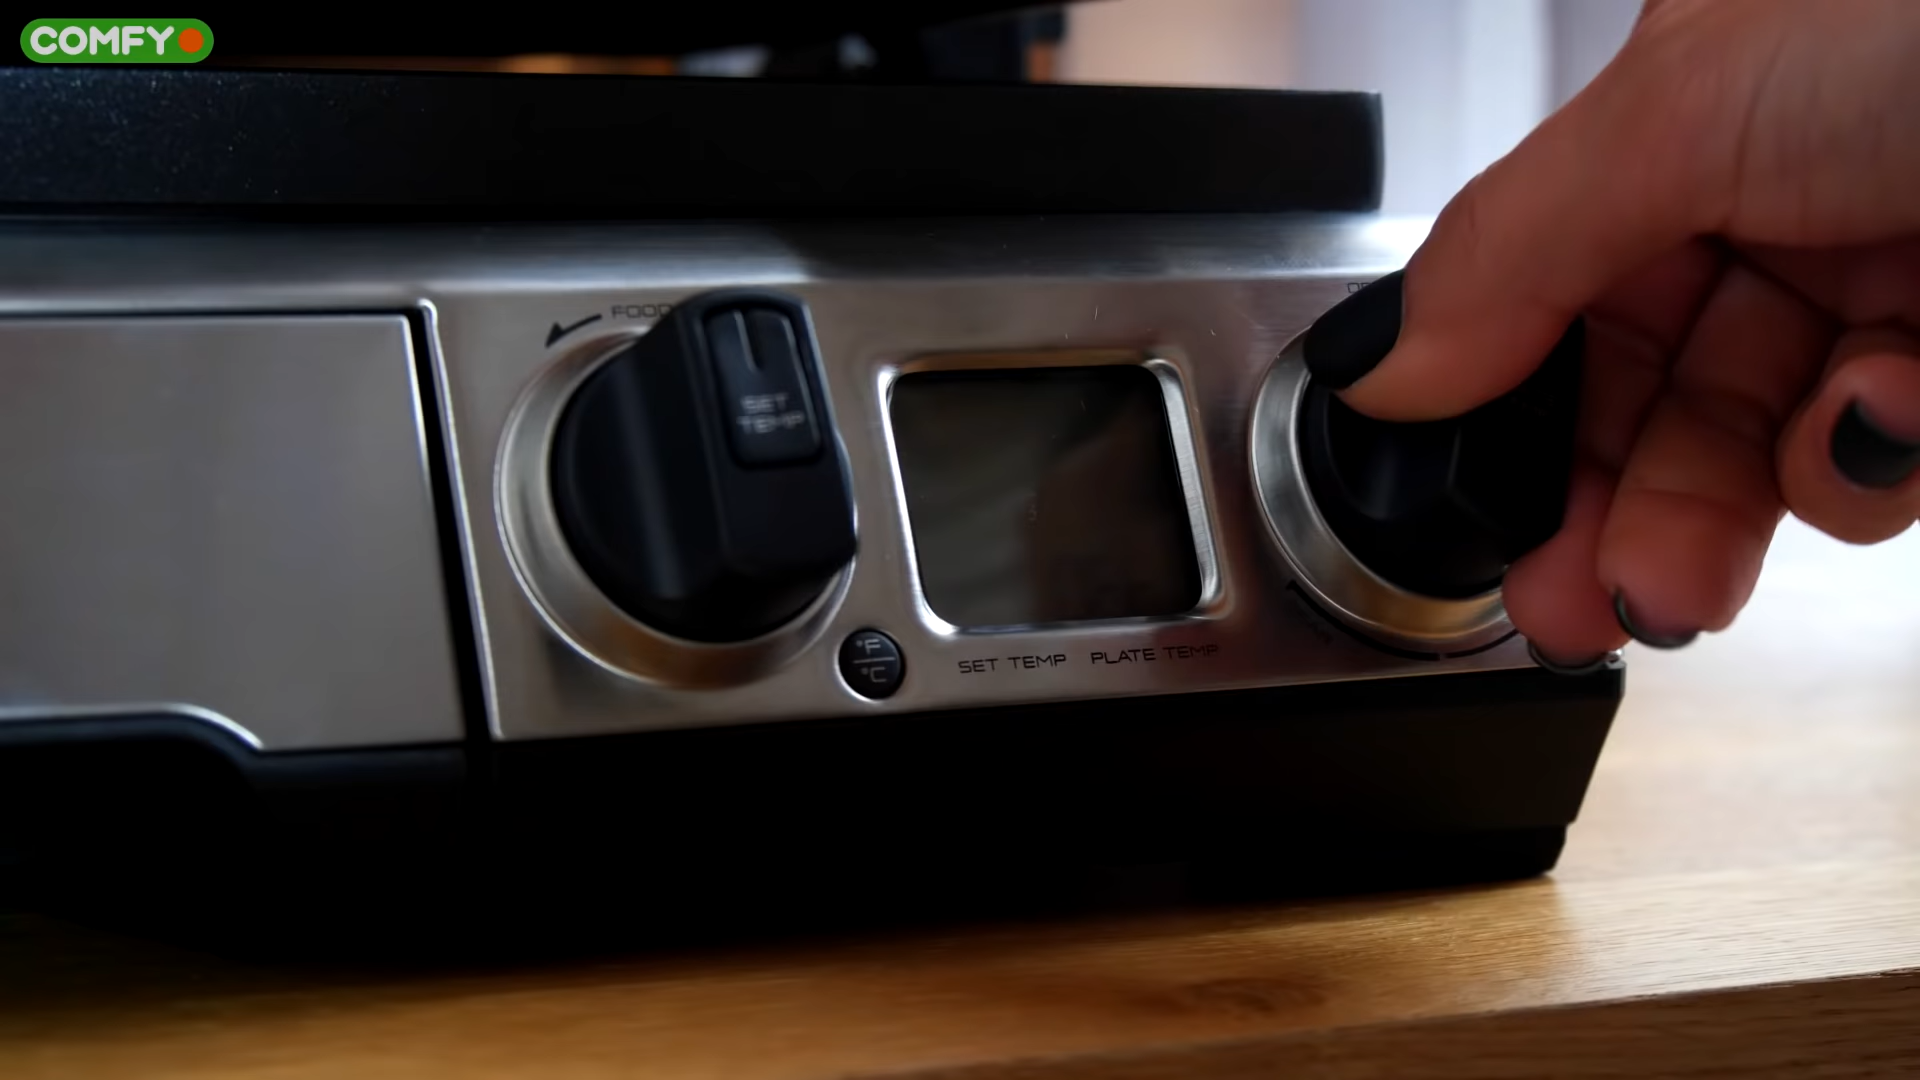 COMFY
FOOD
SET
TEMP
°F
°C
SET TEMP PLATE TEMP